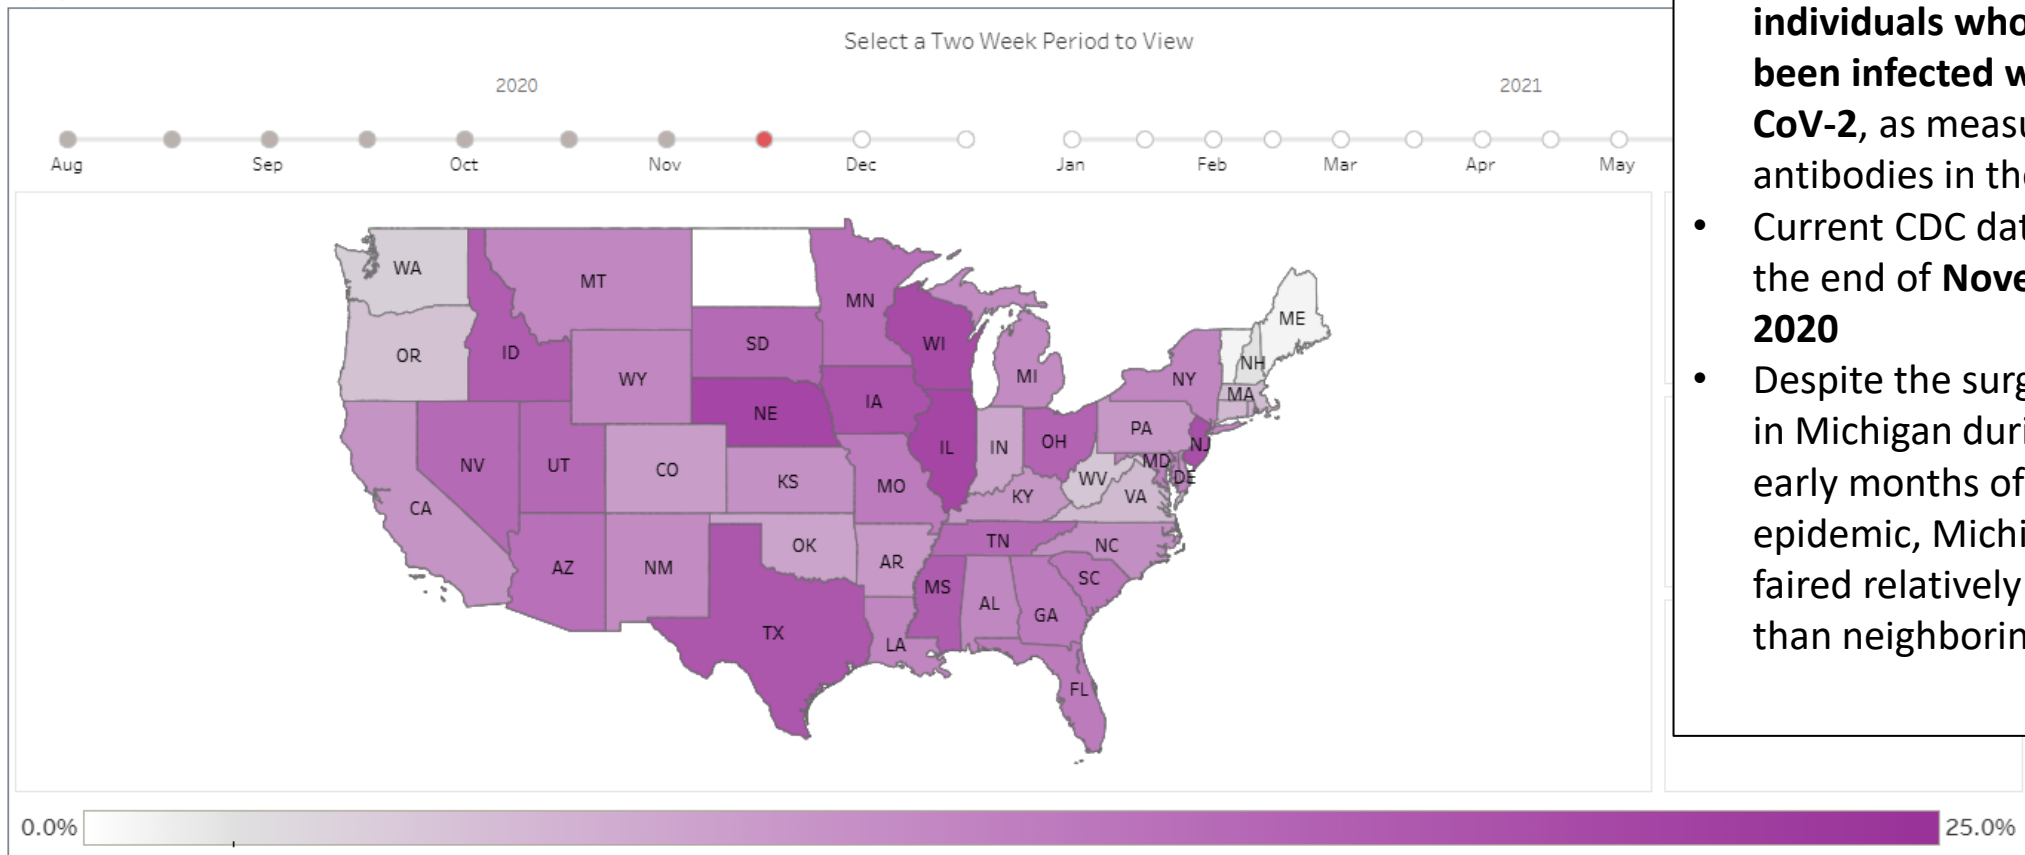 Select a Two Week Period to View
2020 2021
Aug Sep Oct Nov Dec Jan Feb Mar Apr May
WA
MT
MN
ME
OR
ID
SD
WI
NH
WY
MI
NY
MA
NE
IA
PA
NV
UT
CO
IL
IN
OH
NJ
KS
MD
MO
WV
DE
CA
KY
VA
OK
TN
NC
AZ
NM
AR
SC
MS
AL
GA
TX
LA
FL
0.0% 25.0%
individuals who
been infected w
CoV-2, as measu
antibodies in the
• Current CDC dat
the end of Nove
2020
• Despite the surg
in Michigan duri
early months of
epidemic, Michi
faired relatively
than neighborin